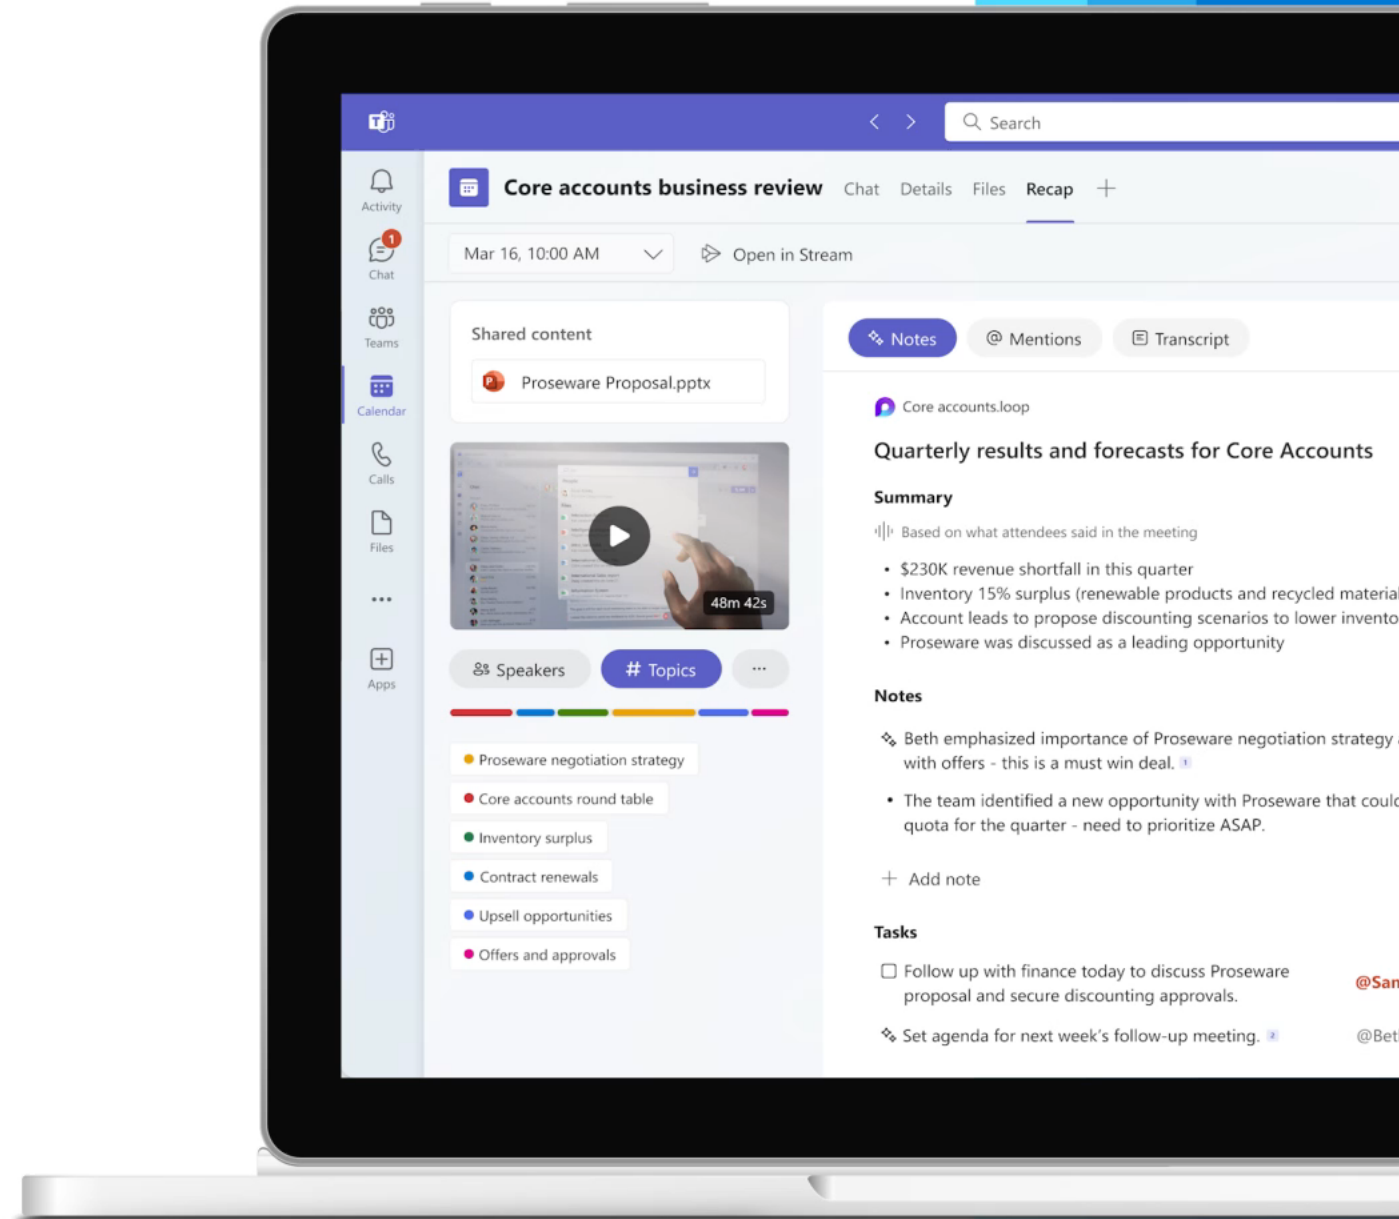 Search
Activity
1
Chat
Teams
Calendar
Calls
Files
Apps
Core accounts business review
Chat
Details
Files
Recap
Mar 16, 10:00 AM
Open in Stream
Shared content
Proseware Proposal.pptx
48m 42s
Speakers
# Topics
Proseware negotiation strategy
Core accounts round table
Inventory surplus
Contract renewals
Upsell opportunities
Offers and approvals
Notes
@ Mentions
Transcript
Core accounts.loop
Quarterly results and forecasts for Core Accounts
Summary
Based on what attendees said in the meeting
• $230K revenue shortfall in this quarter
• Inventory 15% surplus (renewable products and recycled material
• Account leads to propose discounting scenarios to lower invento
• Proseware was discussed as a leading opportunity
Notes
Beth emphasized importance of Proseware negotiation strategy
with offers - this is a must win deal. 1
• The team identified a new opportunity with Proseware that could
quota for the quarter - need to prioritize ASAP.
+ Add note
Tasks
Follow up with finance today to discuss Proseware
proposal and secure discounting approvals.
@San
Set agenda for next week's follow-up meeting. 2
@Bet